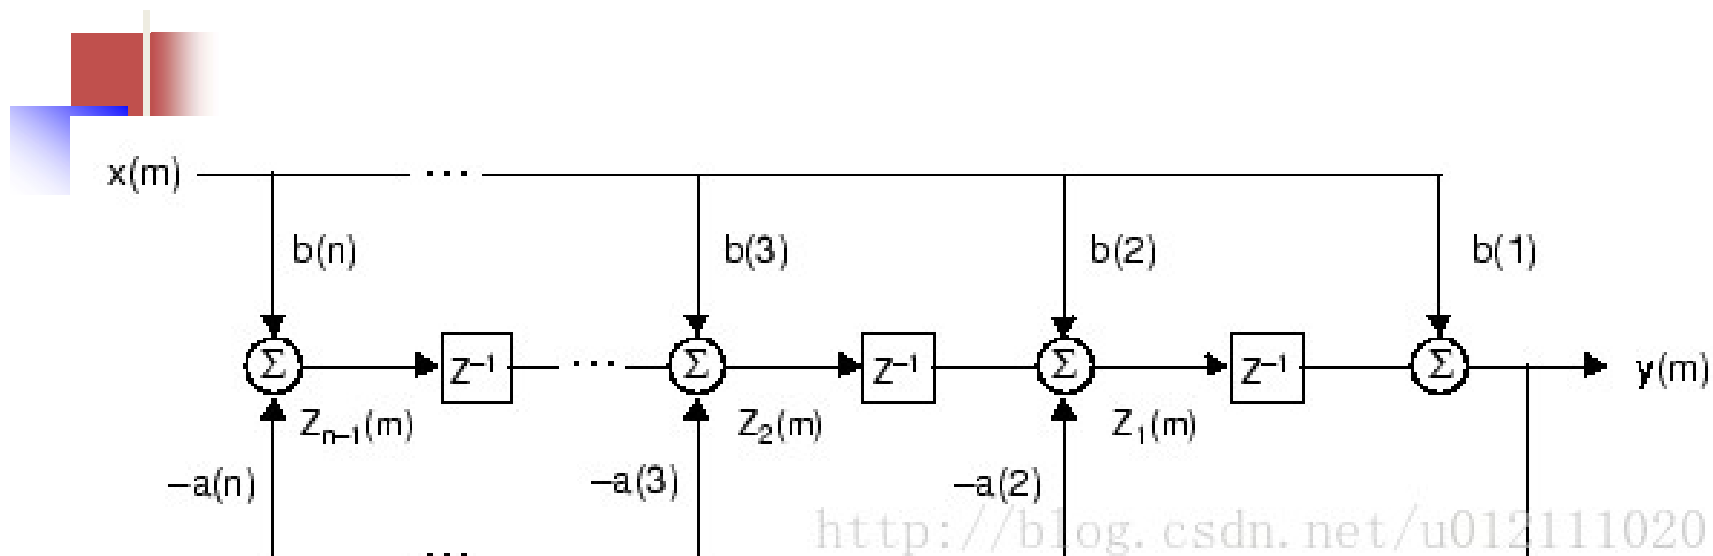 x(m) ...
b(n) b(3) b(2) b(1)
Σ Z⁻¹ ... Σ Z⁻¹ Σ Z⁻¹ Σ y(m)
Zₙ₋₁(m) Z₂(m) Z₁(m)
–a(n) –a(3) –a(2)
http://blog.csdn.net/u012111020
...